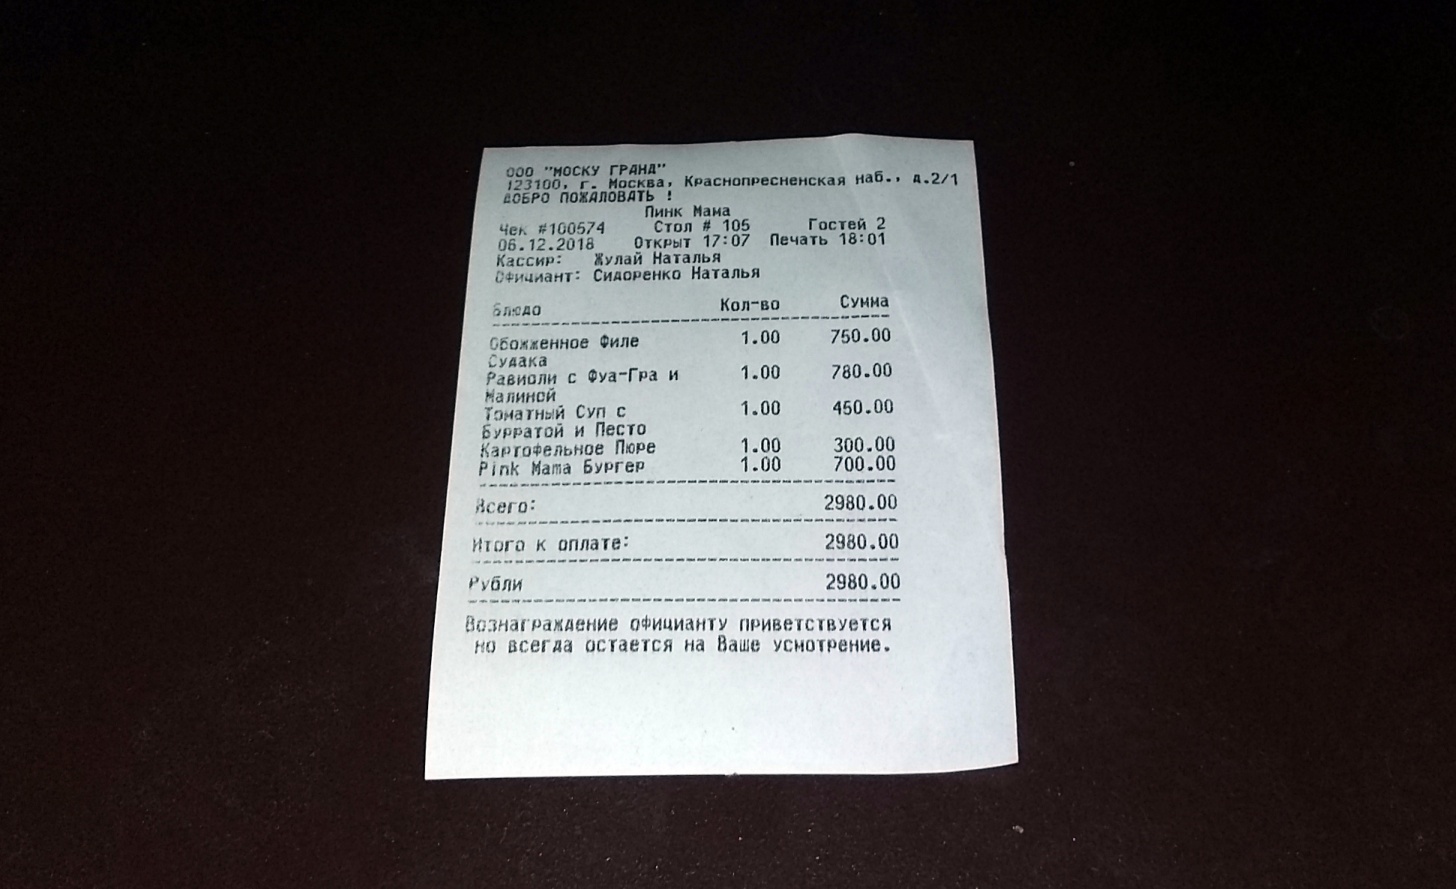 ООО "МОСКУ ГРАНД"
123100, г. Москва, Краснопресненская наб., д.2/1
ДОБРО ПОЖАЛОВАТЬ !
Пинк Мама
Чек #100574 Стол # 105 Гостей 2
06.12.2018 Открыт 17:07 Печать 18:01
Кассир: Жулай Наталья
Официант: Сидоренко Наталья
Блюдо Кол-во Сумма
Обожженное Филе 1.00 750.00
Судака
Равиоли с Фуа-Гра и 1.00 780.00
Малиной
Томатный Суп с 1.00 450.00
Бурратой и Песто
Картофельное Пюре 1.00 300.00
Pink Mama Бургер 1.00 700.00
Всего: 2980.00
Итого к оплате: 2980.00
Рубли 2980.00
Вознаграждение официанту приветствуется
но всегда остается на Ваше усмотрение.